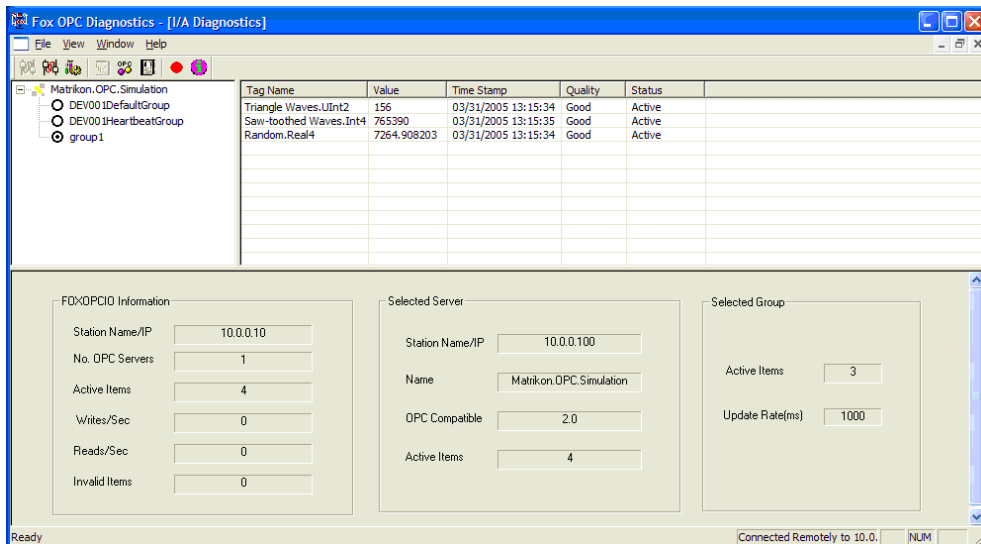 Fox OPC Diagnostics - [I/A Diagnostics]
File View Window Help
OPS
Matrikon.OPC.Simulation
DEV001DefaultGroup
DEV001HeartbeatGroup
group1
Tag Name Value Time Stamp Quality Status
Triangle Waves.UInt2 156 03/31/2005 13:15:34 Good Active
Saw-toothed Waves.Int4 765390 03/31/2005 13:15:35 Good Active
Random.Real4 7264.908203 03/31/2005 13:15:34 Good Active
FOXOPCIO Information
Station Name/IP 10.0.0.10
No. OPC Servers 1
Active Items 4
Writes/Sec 0
Reads/Sec 0
Invalid Items 0
Selected Server
Station Name/IP 10.0.0.100
Name Matrikon.OPC.Simulation
OPC Compatible 2.0
Active Items 4
Selected Group
Active Items 3
Update Rate(ms) 1000
Ready Connected Remotely to 10.0. NUM